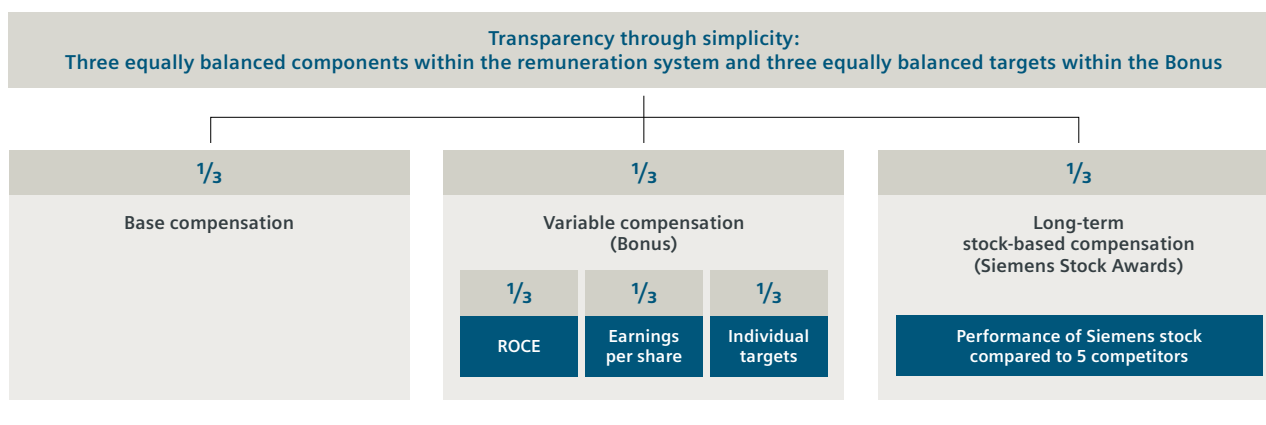 Transparency through simplicity:
Three equally balanced components within the remuneration system and three equally balanced targets within the Bonus
1/3
Base compensation
1/3
Variable compensation
(Bonus)
1/3
ROCE
1/3
Earnings
per share
1/3
Individual
targets
1/3
Long-term
stock-based compensation
(Siemens Stock Awards)
Performance of Siemens stock
compared to 5 competitors